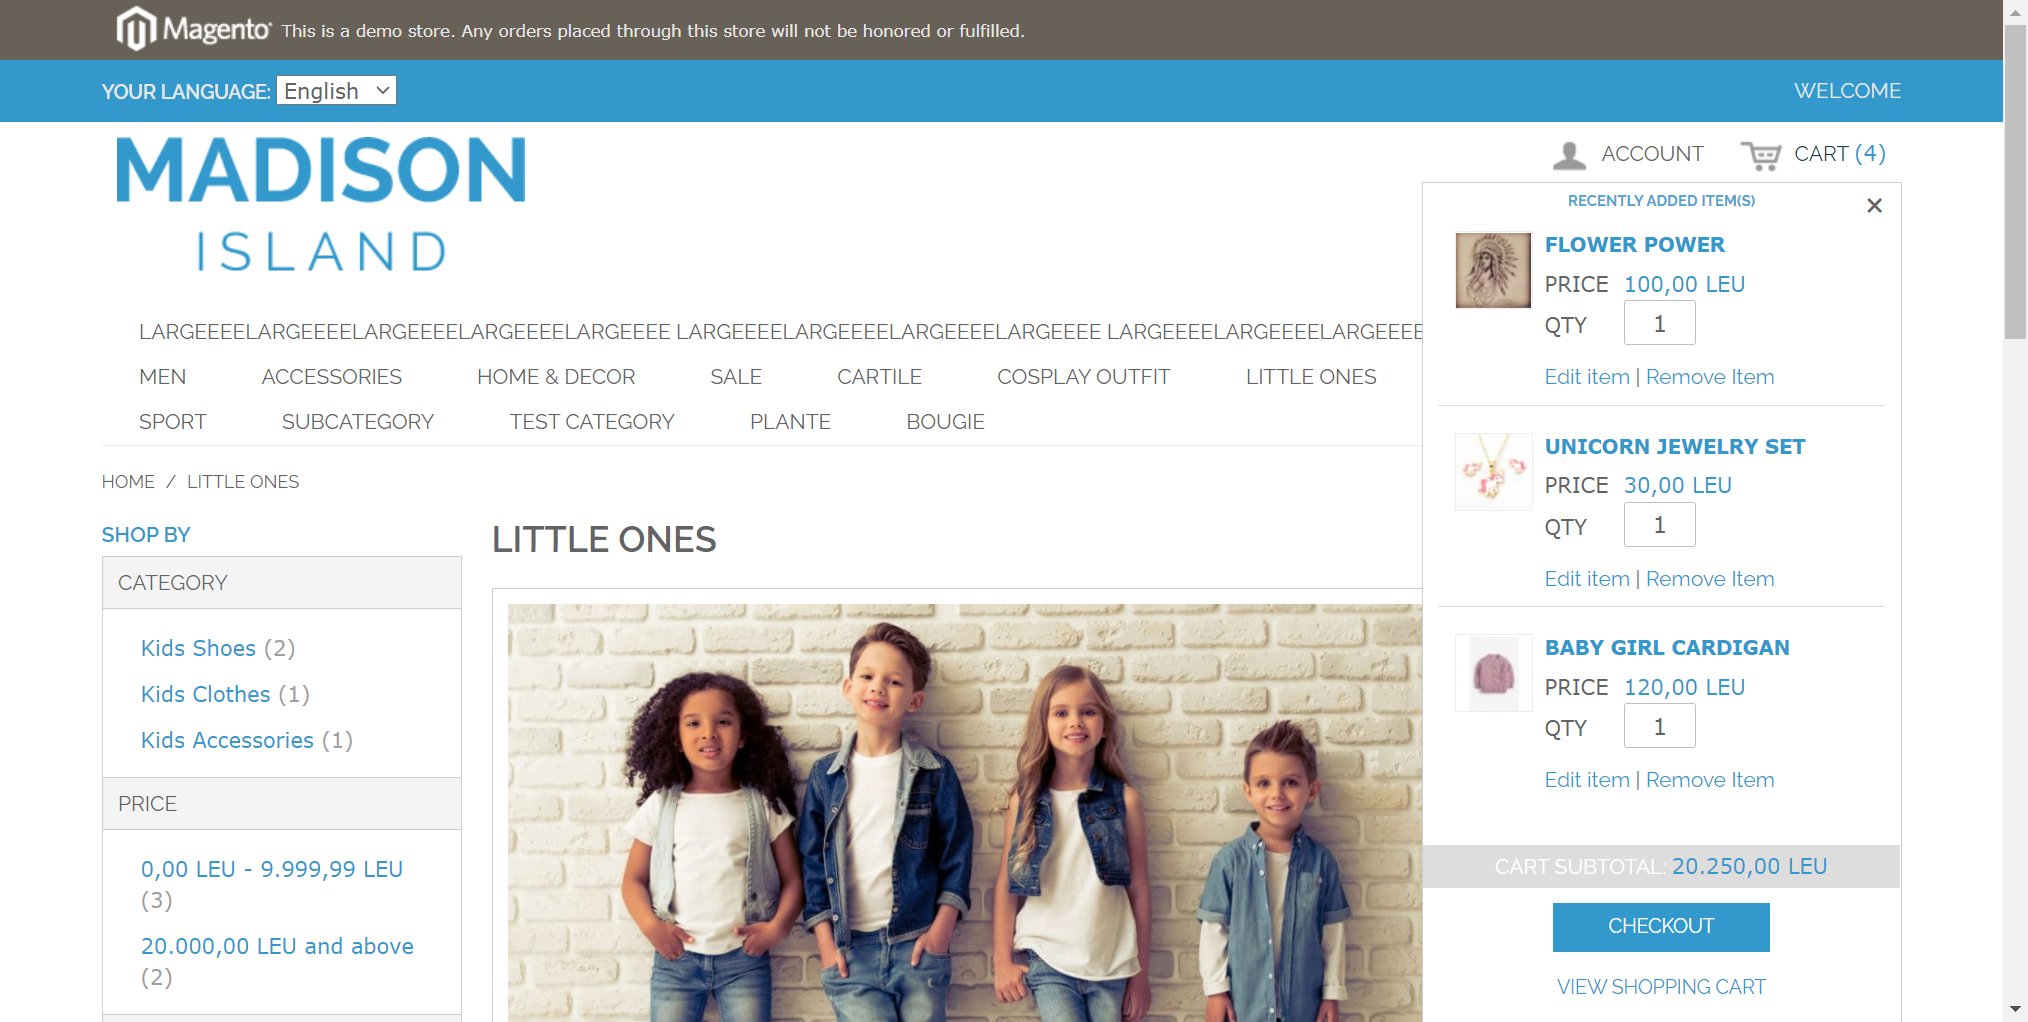 Magento This is a demo store. Any orders placed through this store will not be honored or fulfilled.
YOUR LANGUAGE: English WELCOME
MADISON
ISLAND
ACCOUNT CART (4)
LARGEEEELARGEEEELARGEEEELARGEEEELARGEEEE LARGEEEELARGEEEELARGEEEELARGEEEE LARGEEEELARGEEEELARGEEEE
MEN ACCESSORIES HOME & DECOR SALE CARTILE COSPLAY OUTFIT LITTLE ONES
SPORT SUBCATEGORY TEST CATEGORY PLANTE BOUGIE
HOME / LITTLE ONES
SHOP BY
CATEGORY
Kids Shoes (2)
Kids Clothes (1)
Kids Accessories (1)
PRICE
0,00 LEU - 9.999,99 LEU
(3)
20.000,00 LEU and above
(2)
LITTLE ONES
RECENTLY ADDED ITEM(S)
×
FLOWER POWER
PRICE 100,00 LEU
QTY 1
Edit item | Remove Item
UNICORN JEWELRY SET
PRICE 30,00 LEU
QTY 1
Edit item | Remove Item
BABY GIRL CARDIGAN
PRICE 120,00 LEU
QTY 1
Edit item | Remove Item
CART SUBTOTAL: 20.250,00 LEU
CHECKOUT
VIEW SHOPPING CART